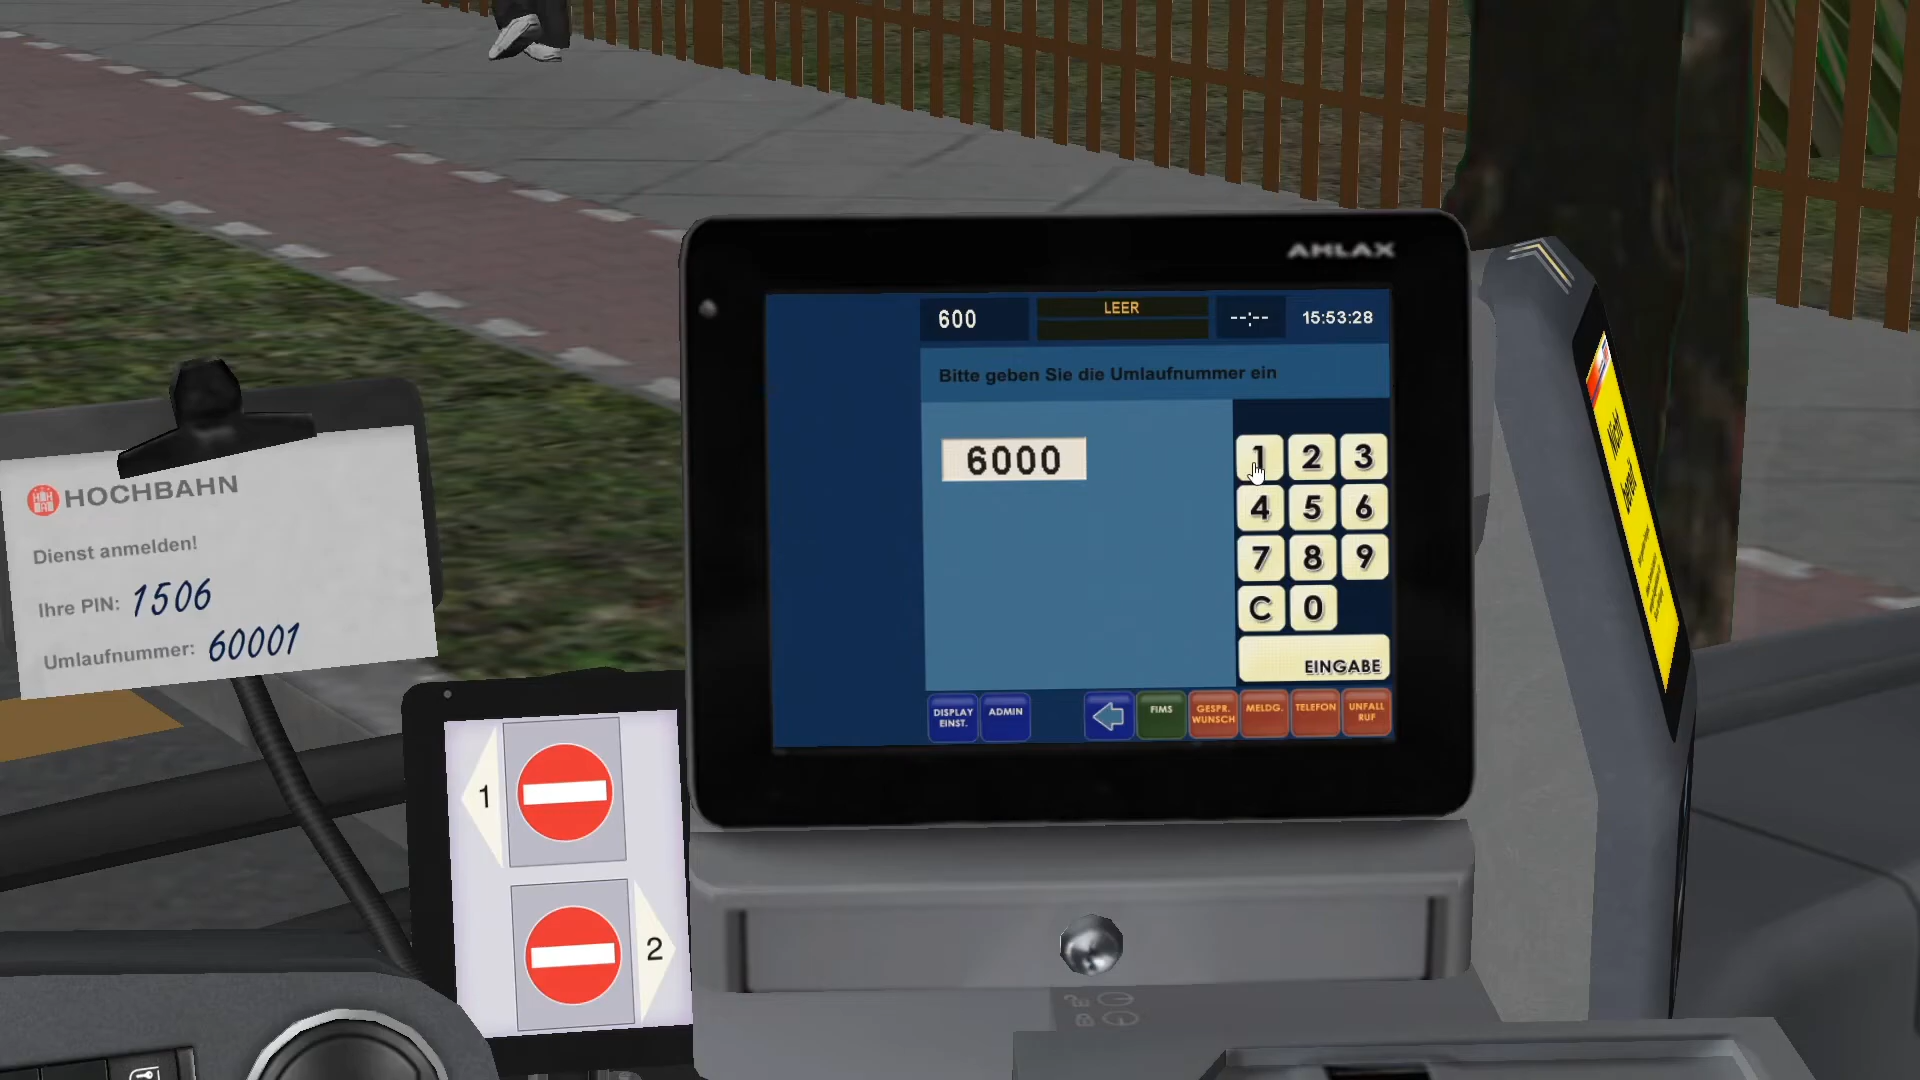 AMLAX
600
LEER
--:--
15:53:28
Bitte geben Sie die Umlaufnummer ein
6000
1 2 3
4 5 6
7 8 9
C 0
EINGABE
DISPLAY EINST.
ADMIN
FIMS
GESPR. WUNSCH
MELDG.
TELEFON
UNFALL RUF
HOCHBAHN
Dienst anmelden!
Ihre PIN: 1506
Umlaufnummer: 60001
1
2
Nicht
bereit